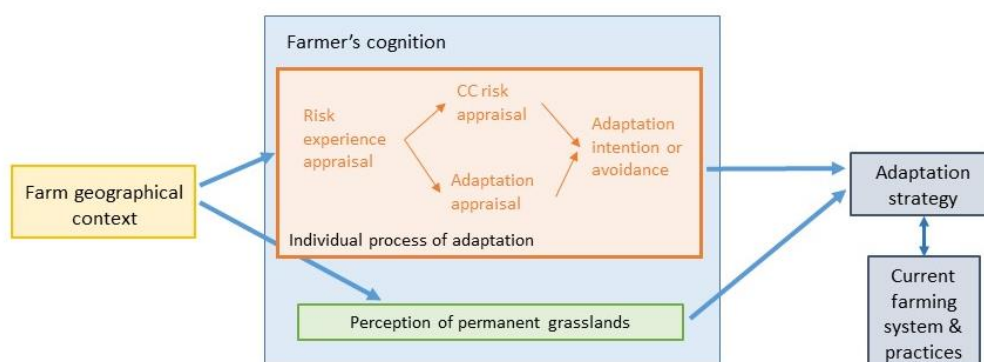 Farmer's cognition
Risk
experience
appraisal
CC risk
appraisal
Adaptation
appraisal
Adaptation
intention or
avoidance
Individual process of adaptation
Farm geographical
context
Perception of permanent grasslands
Adaptation
strategy
Current
farming
system &
practices